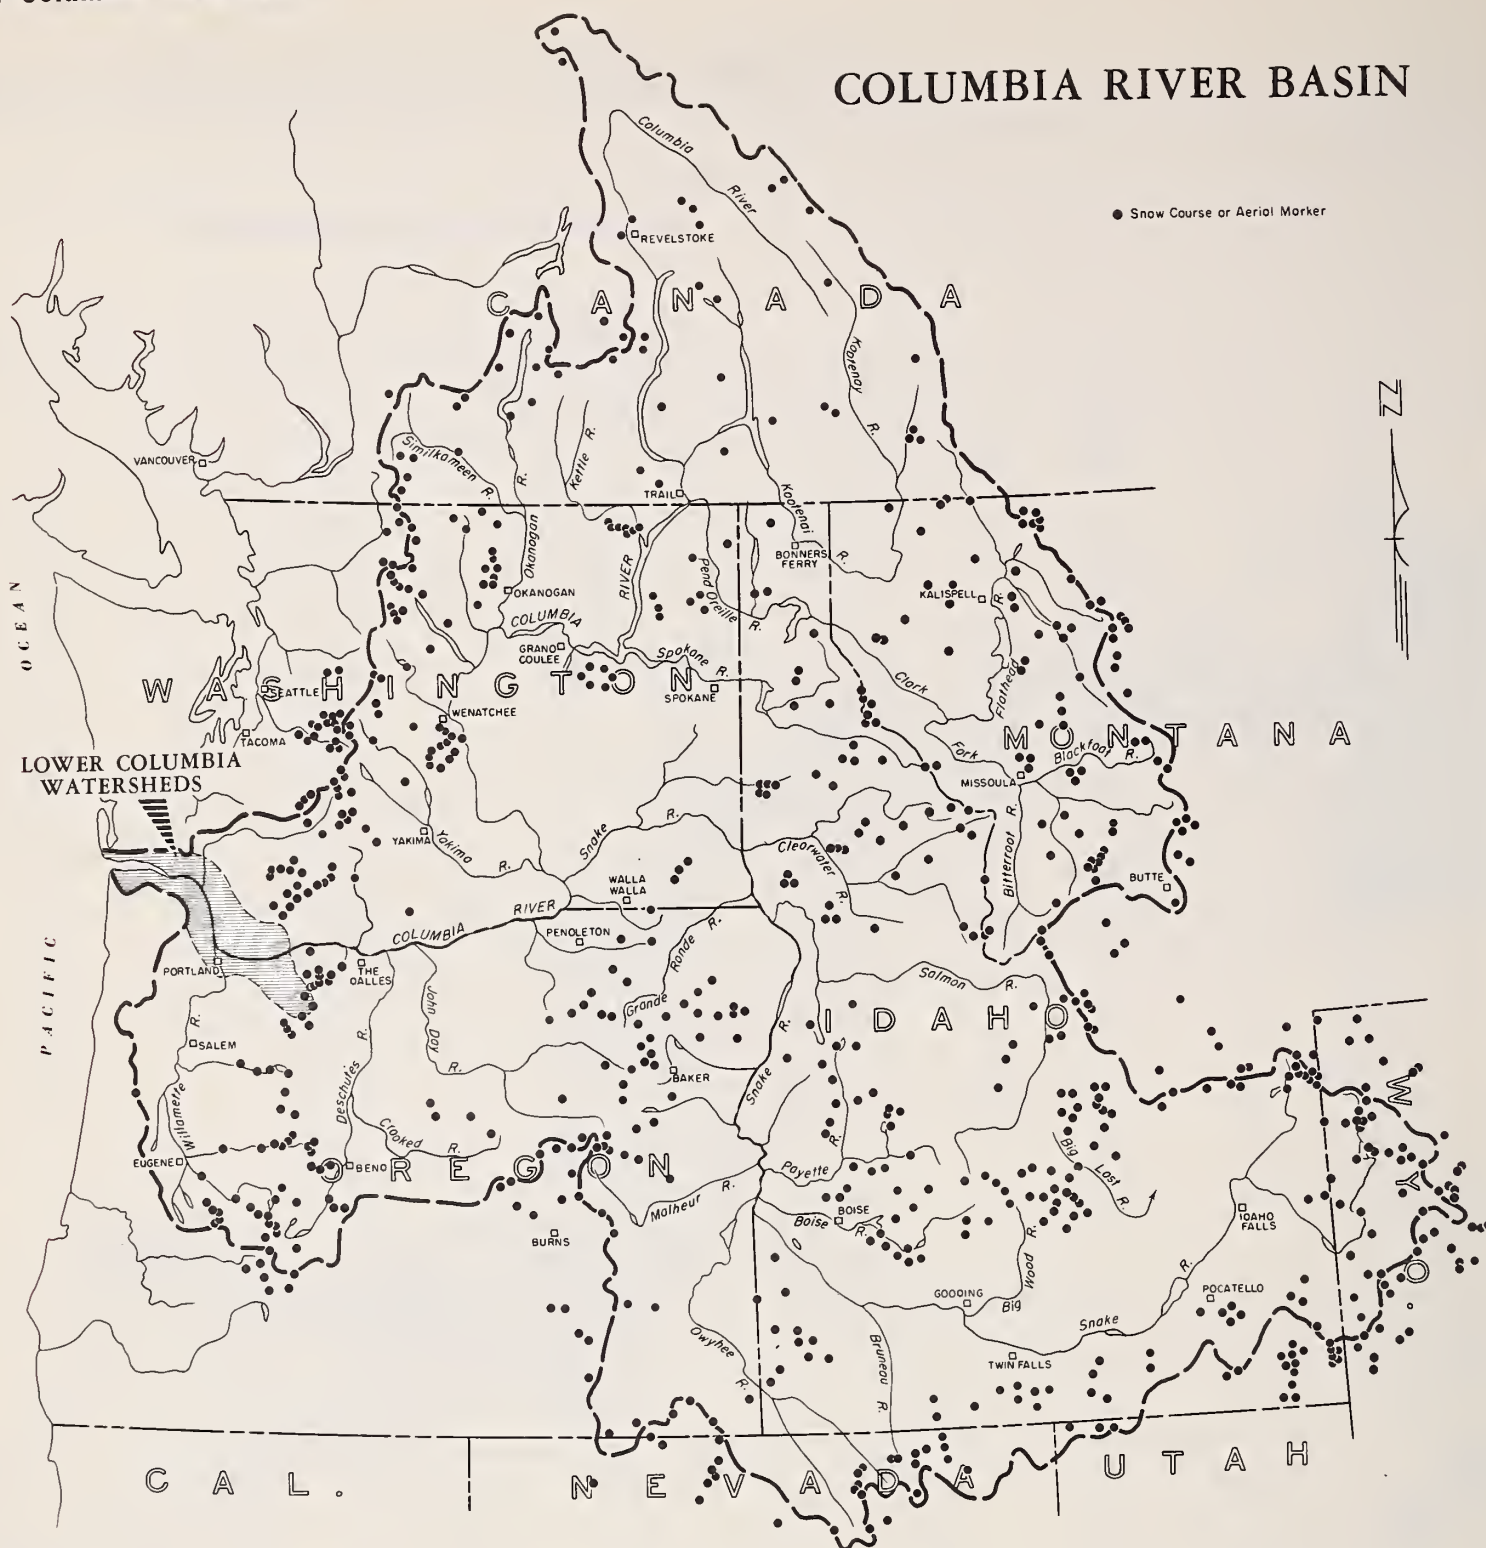 COLUMBIA RIVER BASIN
Snow Course or Aerial Marker
Columbia
River
REVELSTOKE
CANADA
Kootenay
R.
VANCOUVER
Similkameen R.
R.
Kettle R.
TRAIL
Kootenai
R.
BONNERS
FERRY
Okanogan
OKANOGAN
RIVER
COLUMBIA
Pend Oreille R.
KALISPELL
R.
Flathead
GRAND
COULEE
Spokane R.
SPOKANE
OCEAN
PACIFIC
WASHINGTON
SEATTLE
TACOMA
WENATCHEE
Clark
Fork
MONTANA
Blackfoot R.
MISSOULA
LOWER COLUMBIA
WATERSHEDS
YAKIMA
Yakima R.
Snake R.
Clearwater
R.
Bitterroot R.
BUTTE
WALLA
WALLA
COLUMBIA RIVER
PENDLETON
PORTLAND
THE
DALLES
Grande Ronde R.
Salmon R.
IDAHO
John Day
R.
R.
SALEM
Willamette
Deschutes
R.
BAKER
Snake
R.
Crooked R.
EUGENE
BEND
OREGON
Payette
R.
Malheur R.
BURNS
Boise R.
BOISE
Big Lost R.
IDAHO
FALLS
WYO.
Big Wood R.
GOODING
POCATELLO
Snake R.
TWIN FALLS
Owyhee
R.
Bruneau R.
CAL.
NEVADA
UTAH